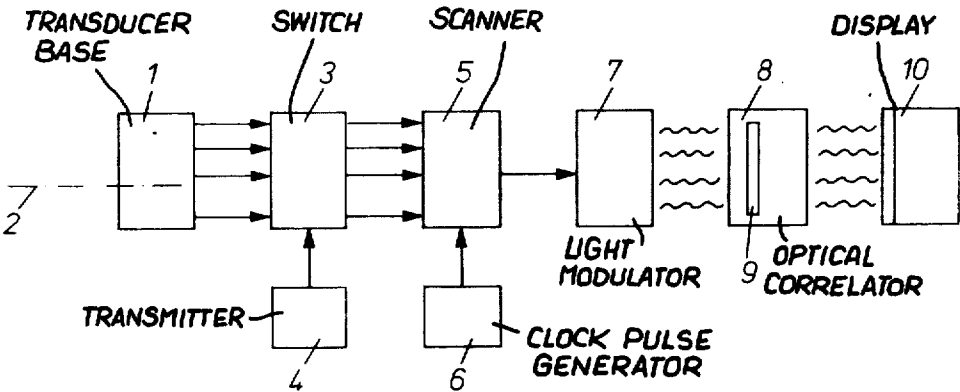 TRANSDUCER
BASE
1
2
SWITCH
3
TRANSMITTER
4
SCANNER
5
CLOCK PULSE
GENERATOR
6
7
LIGHT
MODULATOR
8
9
OPTICAL
CORRELATOR
DISPLAY
10